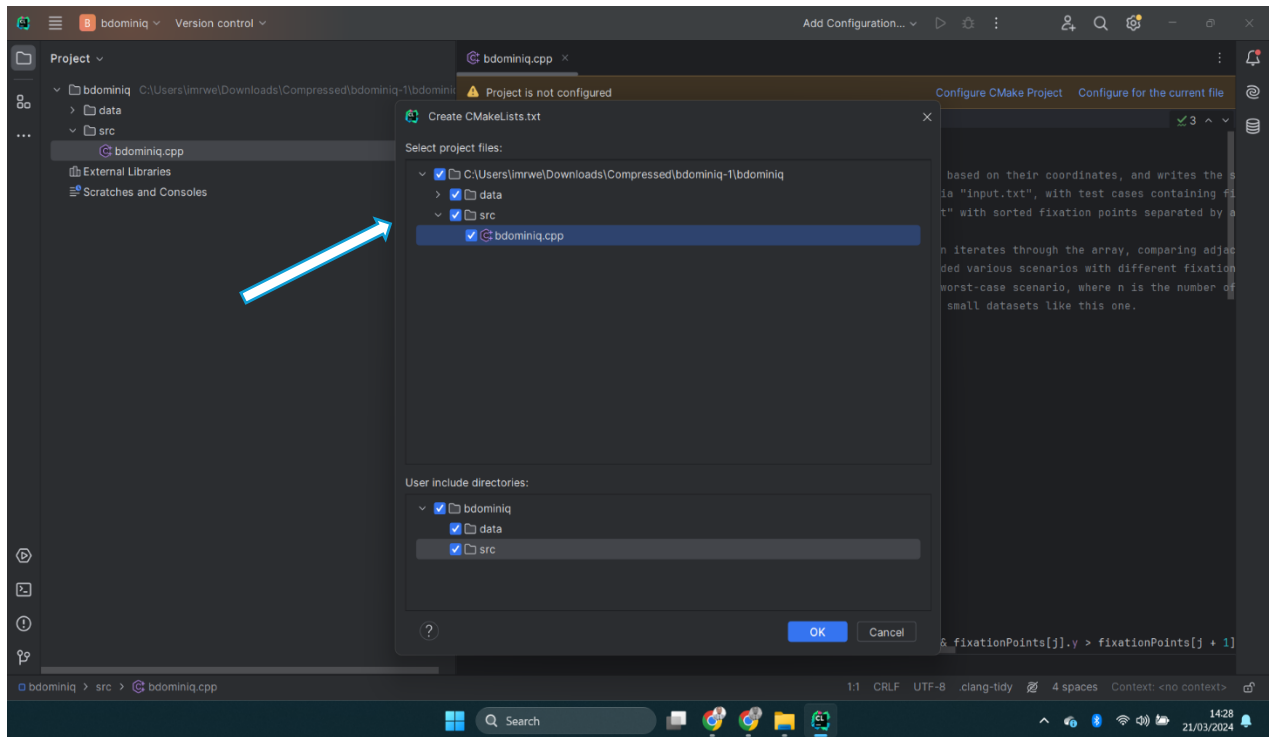 B bdominiq Version control Add Configuration...
Project
bdominiq.cpp
bdominiq C:\Users\imrwe\Downloads\Compressed\bdominiq-1\bdominiq
Project is not configured Configure CMake Project Configure for the current file
data
src
bdominiq.cpp
External Libraries
Scratches and Consoles
3
Create CMakeLists.txt
Select project files:
C:\Users\imrwe\Downloads\Compressed\bdominiq-1\bdominiq
data
src
bdominiq.cpp
User include directories:
bdominiq
data
src
? OK Cancel
based on their coordinates, and writes the s
ia "input.txt", with test cases containing fi
t" with sorted fixation points separated by a
n iterates through the array, comparing adjac
ded various scenarios with different fixation
worst-case scenario, where n is the number of
small datasets like this one.
& fixationPoints[j].y > fixationPoints[j + 1]
bdominiq > src > bdominiq.cpp 1:1 CRLF UTF-8 .clang-tidy 4 spaces Context: <no context>
Search
CL
14:28
21/03/2024